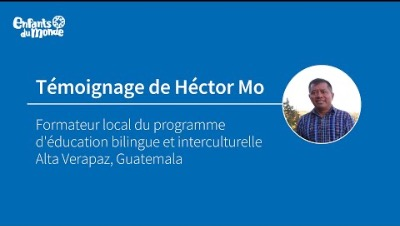 enfants
du monde
Témoignage de Héctor Mo
Formateur local du programme
d'éducation bilingue et interculturelle
Alta Verapaz, Guatemala